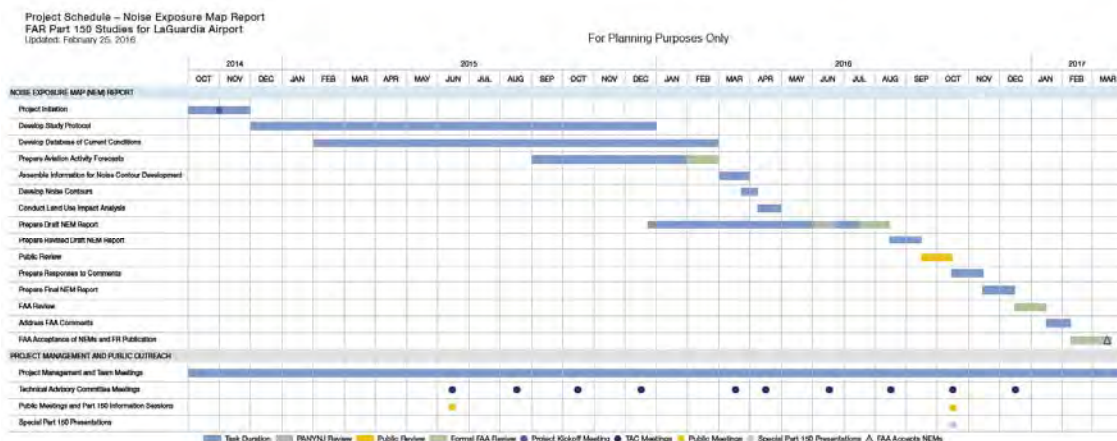 Project Schedule – Noise Exposure Map Report
FAR Part 150 Studies for LaGuardia Airport
Updated: February 25, 2016
For Planning Purposes Only
2014 2015 2016 2017
OCT NOV DEC JAN FEB MAR APR MAY JUN JUL AUG SEP OCT NOV DEC JAN FEB MAR APR MAY JUN JUL AUG SEP OCT NOV DEC JAN FEB MAR
NOISE EXPOSURE MAP (NEM) REPORT
Project Initiation
Develop Study Protocol
Develop Database of Current Conditions
Prepare Aviation Activity Forecasts
Assemble Information for Noise Contour Development
Develop Noise Contours
Conduct Land Use Impact Analysis
Prepare Draft NEM Report
Prepare Revised Draft NEM Report
Public Review
Prepare Responses to Comments
Prepare Final NEM Report
FAA Review
Address FAA Comments
FAA Acceptance of NEMs and FR Publication
PROJECT MANAGEMENT AND PUBLIC OUTREACH
Project Management and Team Meetings
Technical Advisory Committee Meetings
Public Meetings and Part 150 Information Sessions
Special Part 150 Presentations
Task Duration PANYNJ Review Public Review Formal FAA Review Project Kickoff Meeting TAC Meetings Public Meetings Special Part 150 Presentations FAA Accepts NEMs